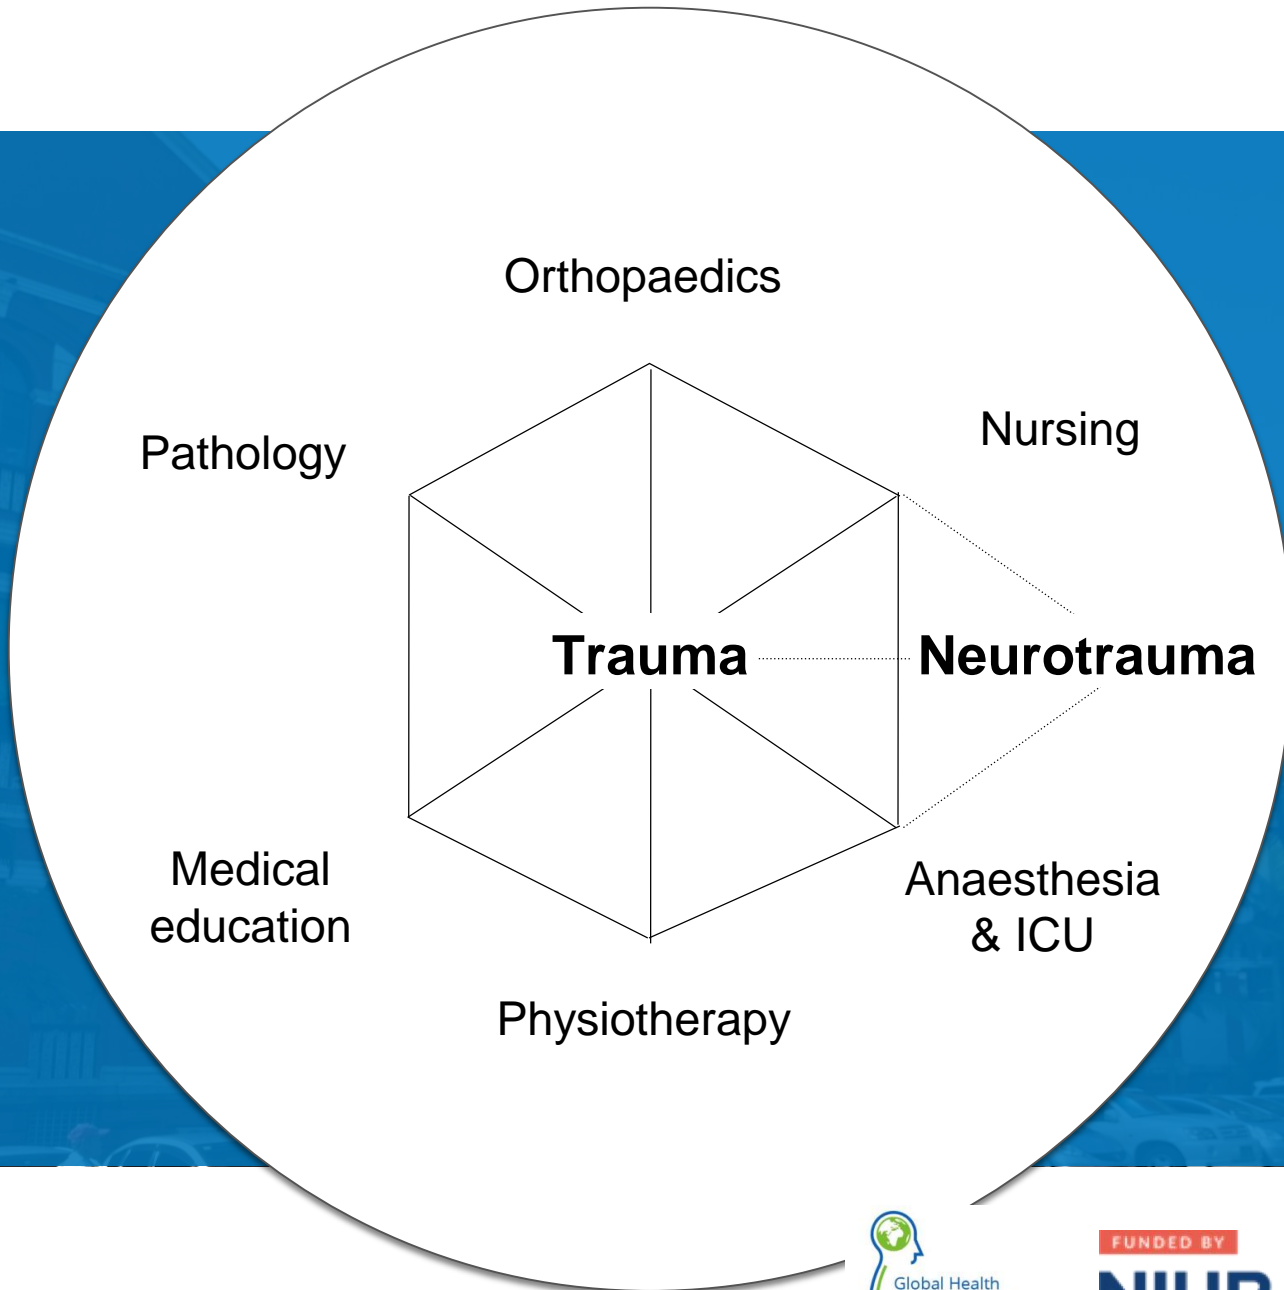 Orthopaedics
Nursing
Pathology
Trauma
Neurotrauma
Medical
education
Anaesthesia
& ICU
Physiotherapy
Global Health
FUNDED BY